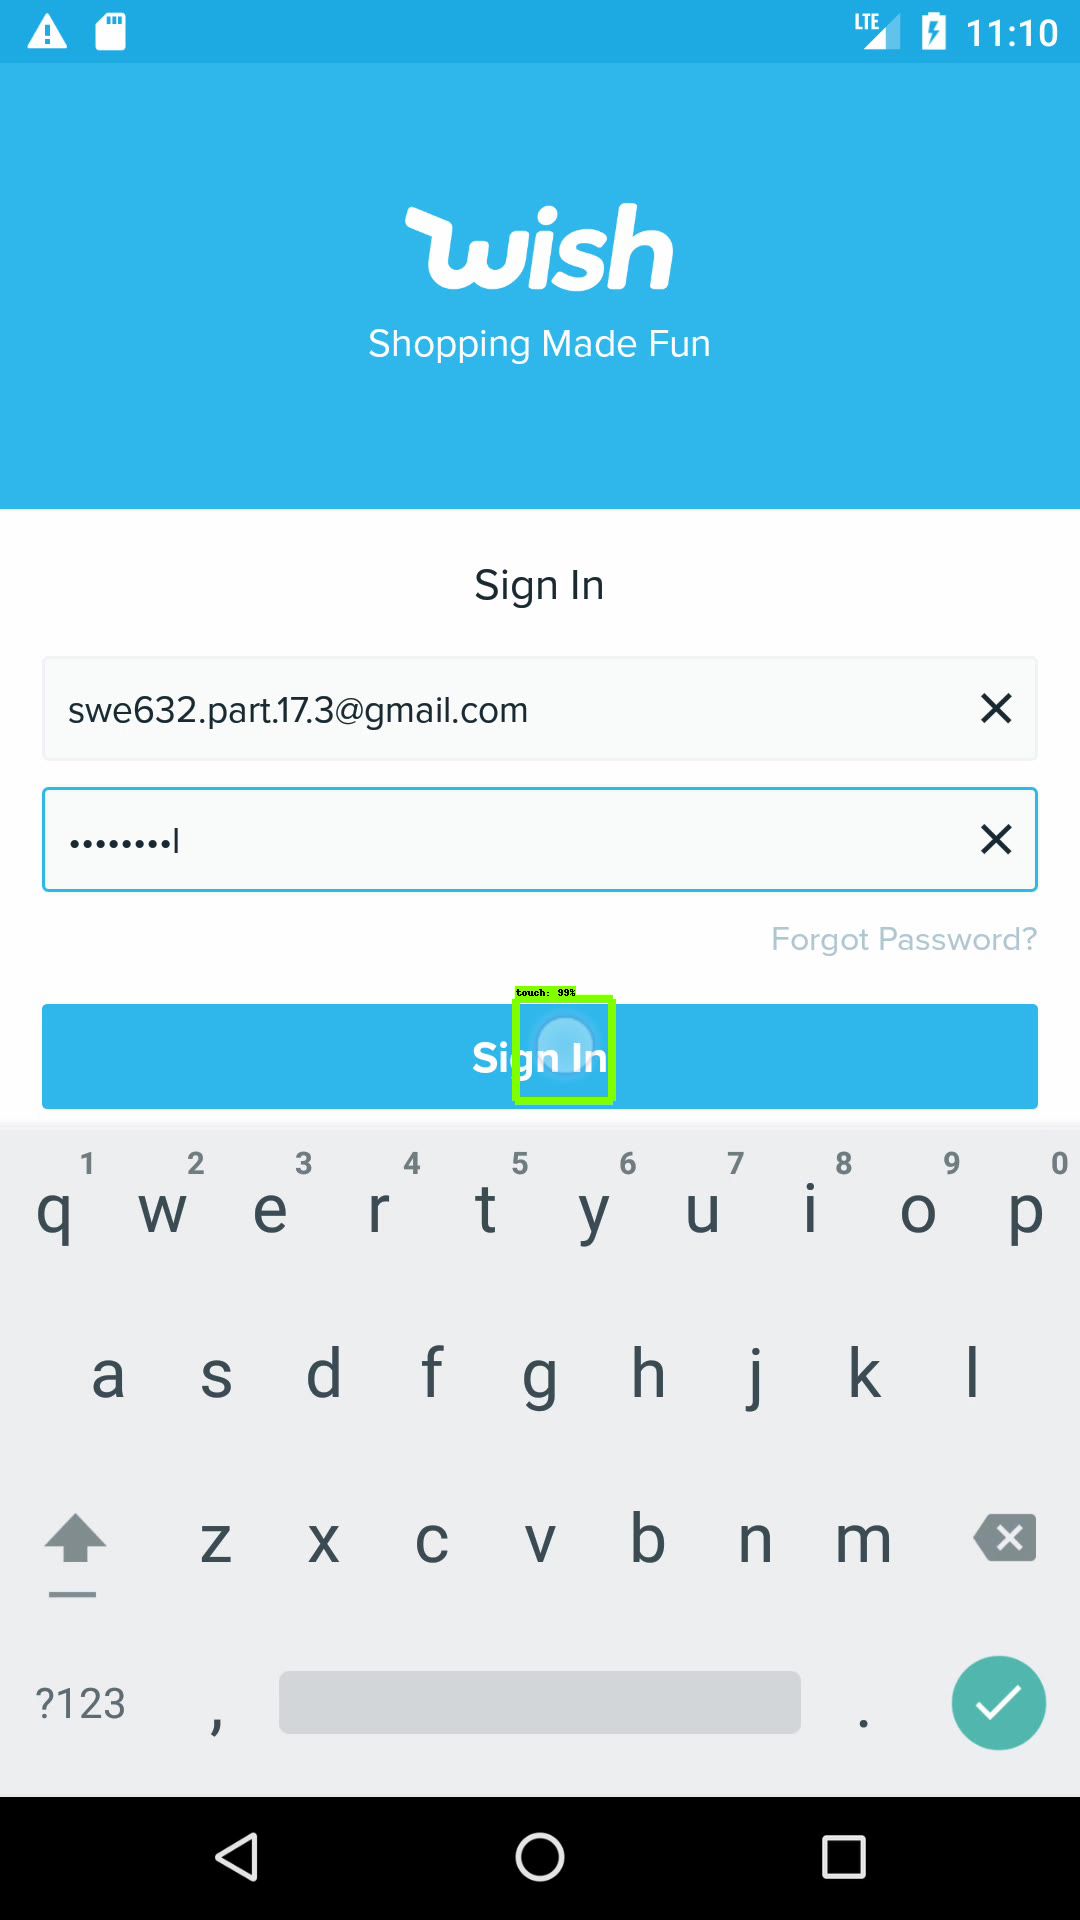 LTE 11:10
wish
Shopping Made Fun
Sign In
swe632.part.17.3@gmail.com
••••••••
Forgot Password?
touch: 99%
Sign In
1 2 3 4 5 6 7 8 9 0
q w e r t y u i o p
a s d f g h j k l
z x c v b n m
?123 , .